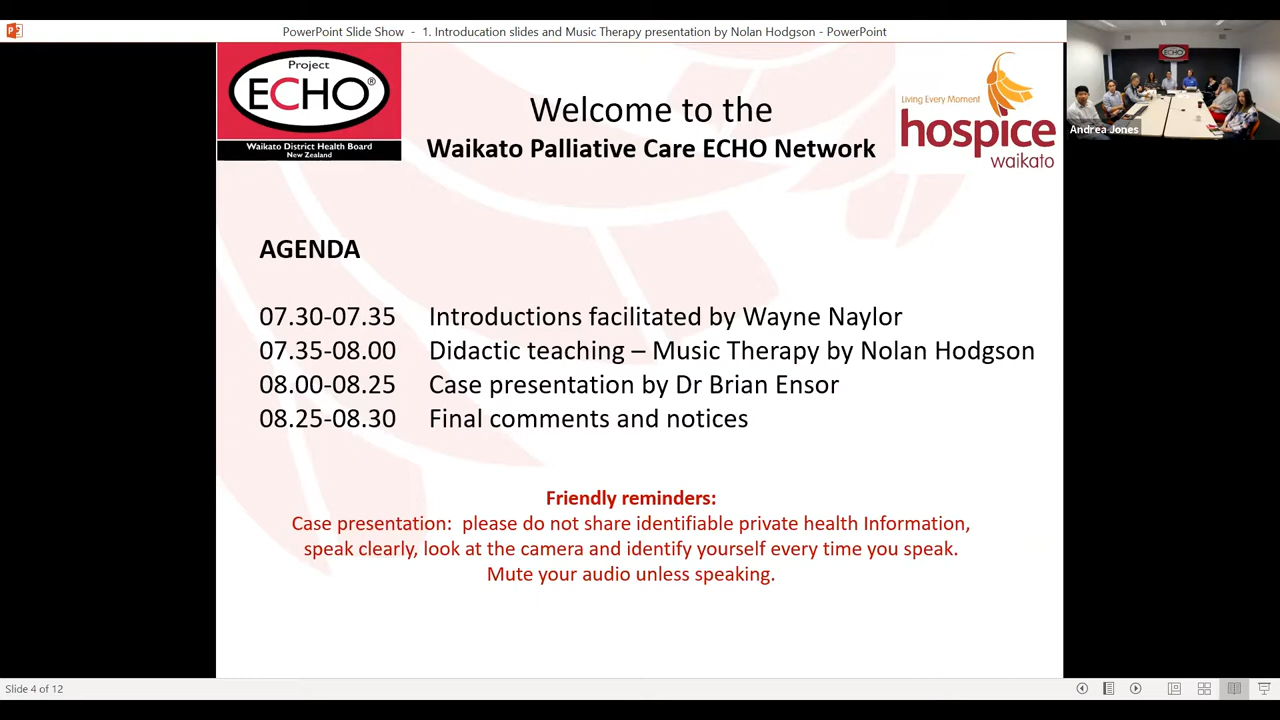 PowerPoint Slide Show - 1. Introducation slides and Music Therapy presentation by Nolan Hodgson - PowerPoint
Project
ECHO®
Waikato District Health Board
New Zealand
Welcome to the
Waikato Palliative Care ECHO Network
Living Every Moment
hospice
waikato
ECHO
Andrea Jones
AGENDA
07.30-07.35 Introductions facilitated by Wayne Naylor
07.35-08.00 Didactic teaching – Music Therapy by Nolan Hodgson
08.00-08.25 Case presentation by Dr Brian Ensor
08.25-08.30 Final comments and notices
Friendly reminders:
Case presentation: please do not share identifiable private health Information,
speak clearly, look at the camera and identify yourself every time you speak.
Mute your audio unless speaking.
Slide 4 of 12